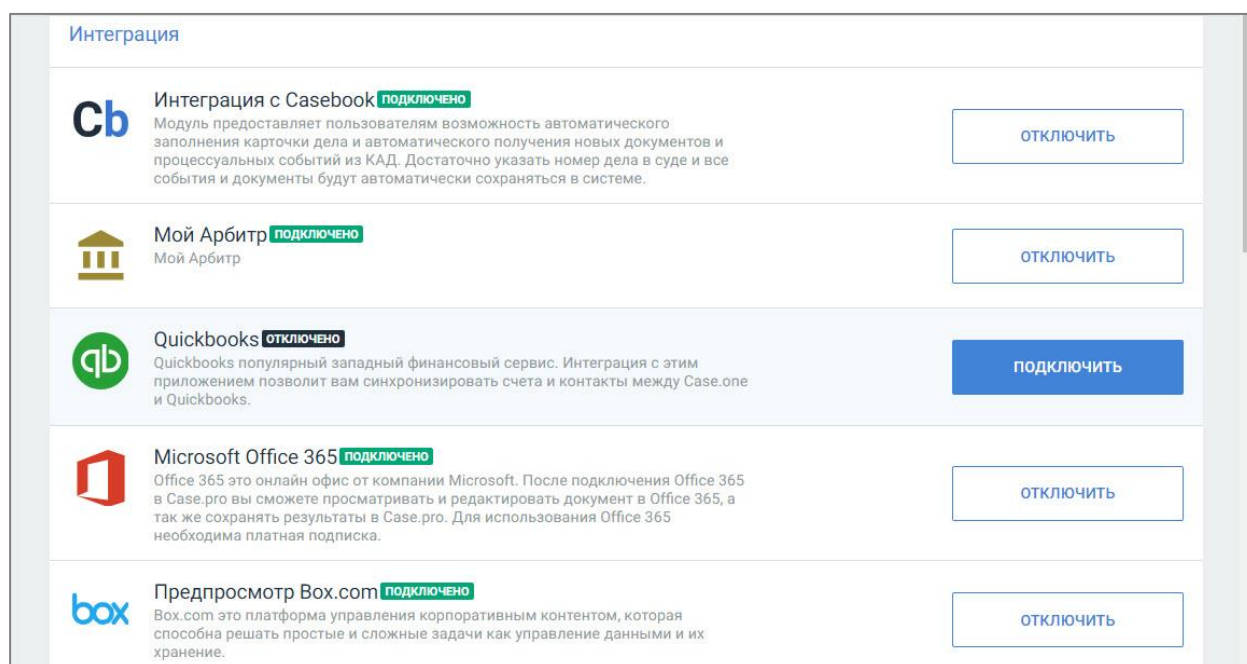 Интеграция
Cb
Интеграция с Casebook ПОДКЛЮЧЕНО
Модуль предоставляет пользователям возможность автоматического
заполнения карточки дела и автоматического получения новых документов и
процессуальных событий из КАД. Достаточно указать номер дела в суде и все
события и документы будут автоматически сохраняться в системе.
ОТКЛЮЧИТЬ
Мой Арбитр ПОДКЛЮЧЕНО
Мой Арбитр
ОТКЛЮЧИТЬ
qb
Quickbooks ОТКЛЮЧЕНО
Quickbooks популярный западный финансовый сервис. Интеграция с этим
приложением позволит вам синхронизировать счета и контакты между Case.one
и Quickbooks.
ПОДКЛЮЧИТЬ
Microsoft Office 365 ПОДКЛЮЧЕНО
Office 365 это онлайн офис от компании Microsoft. После подключения Office 365
в Case.pro вы сможете просматривать и редактировать документ в Office 365, а
так же сохранять результаты в Case.pro. Для использования Office 365
необходима платная подписка.
ОТКЛЮЧИТЬ
box
Предпросмотр Box.com ПОДКЛЮЧЕНО
Box.com это платформа управления корпоративным контентом, которая
способна решать простые и сложные задачи как управление данными и их
хранение.
ОТКЛЮЧИТЬ